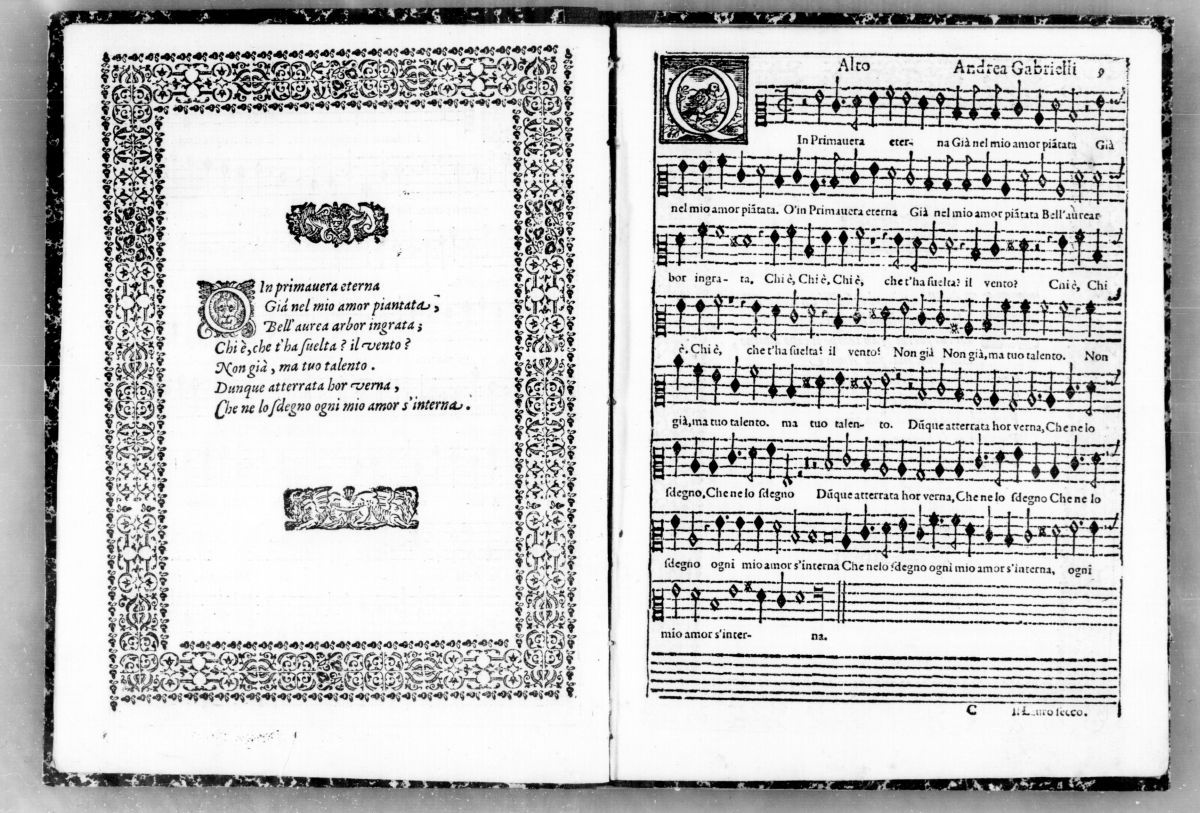 O In primauera eterna
Giá nel mio amor piantata ;
Bell' aurea arbor ingrata ;
Chi è, che t'ha ſuelta ? il vento ?
Non già , ma tuo talento .
Dunque atterrata hor verna ,
Che ne lo ſdegno ogni mio amor s'interna .
Alto Andrea Gabrielii 9
Q In Primauera eter- na Già nel mio amor piãtata Già
nel mio amor piãtata. O'in Primauera eterna Già nel mio amor piãtata Bell'aurear
bor ingra- ta, Chi è, Chi è, Chi è, che t'ha ſuelta? il vento? Chi è, Chi
è. Chi è, che t'ha ſuelta? il vento? Non già Non già, ma tuo talento. Non
già, ma tuo talento. ma tuo talen- to. Dũque atterrata hor verna, Che ne lo
ſdegno, Che ne lo ſdegno Dũque atterrata hor verna, Che ne lo ſdegno Che ne lo
ſdegno ogni mio amor s'interna Che nelo ſdegno ogni mio amor s'interna, ogni
mio amor s'inter- na.
C Il Lauro ſecco.